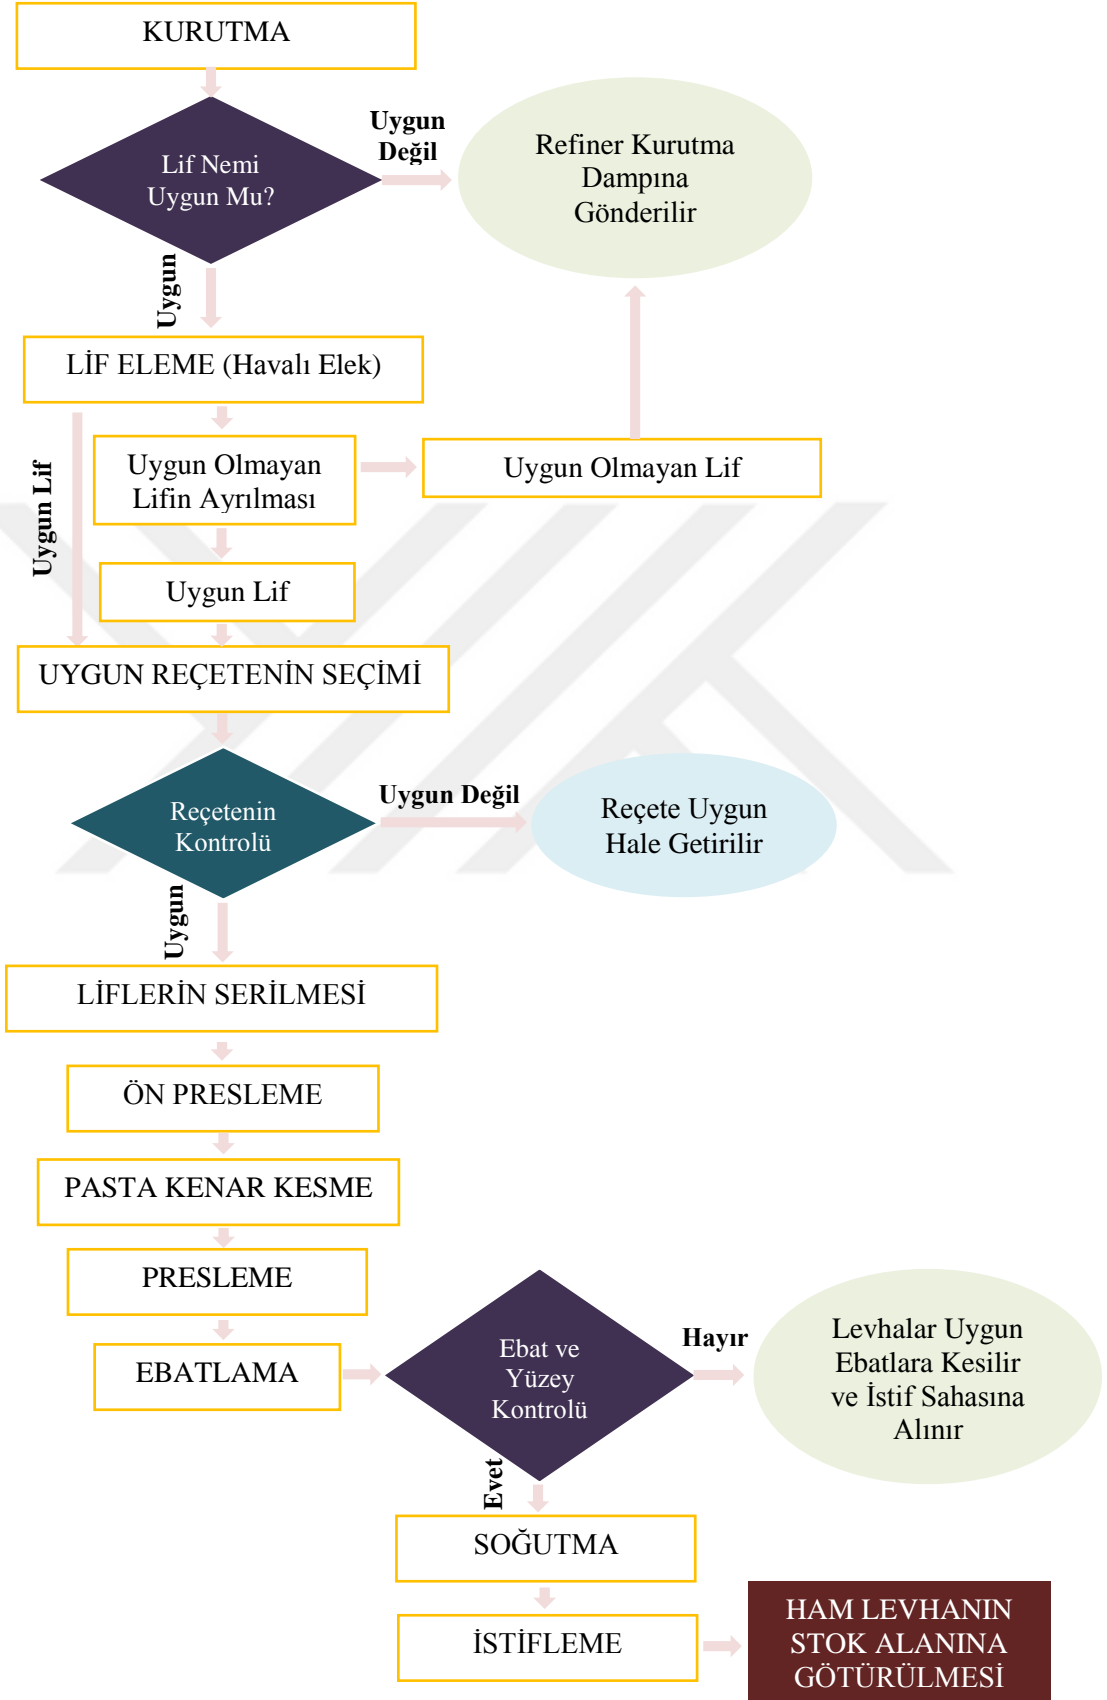 KURUTMA
Uygun
Değil
Lif Nemi
Uygun Mu?
Refiner Kurutma
Dampına
Gönderilir
Uygun
LİF ELEME (Havalı Elek)
Uygun Lif
Uygun Olmayan
Lifin Ayrılması
Uygun Olmayan Lif
Uygun Lif
UYGUN REÇETENİN SEÇİMİ
Reçetenin
Kontrolü
Uygun Değil
Reçete Uygun
Hale Getirilir
Uygun
LİFLERİN SERİLMESİ
ÖN PRESLEME
PASTA KENAR KESME
PRESLEME
EBATLAMA
Ebat ve
Yüzey
Kontrolü
Hayır
Levhalar Uygun
Ebatlara Kesilir
ve İstif Sahasına
Alınır
Evet
SOĞUTMA
İSTİFLEME
HAM LEVHANIN
STOK ALANINA
GÖTÜRÜLMESİ